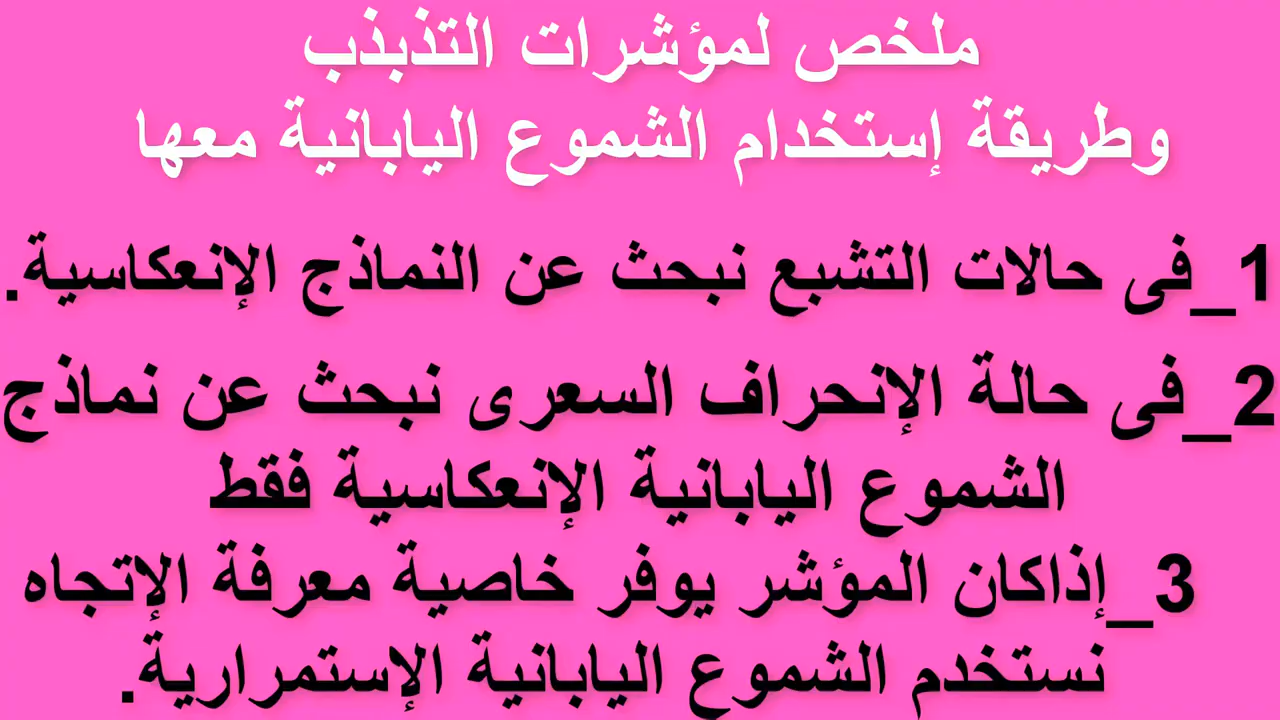 ملخص لمؤشرات التذبذب
وطريقة إستخدام الشموع اليابانية معها
1_فى حالات التشبع نبحث عن النماذج الإنعكاسية.
2_فى حالة الإنحراف السعرى نبحث عن نماذج
الشموع اليابانية الإنعكاسية فقط
3_إذاكان المؤشر يوفر خاصية معرفة الإتجاه
نستخدم الشموع اليابانية الإستمرارية.